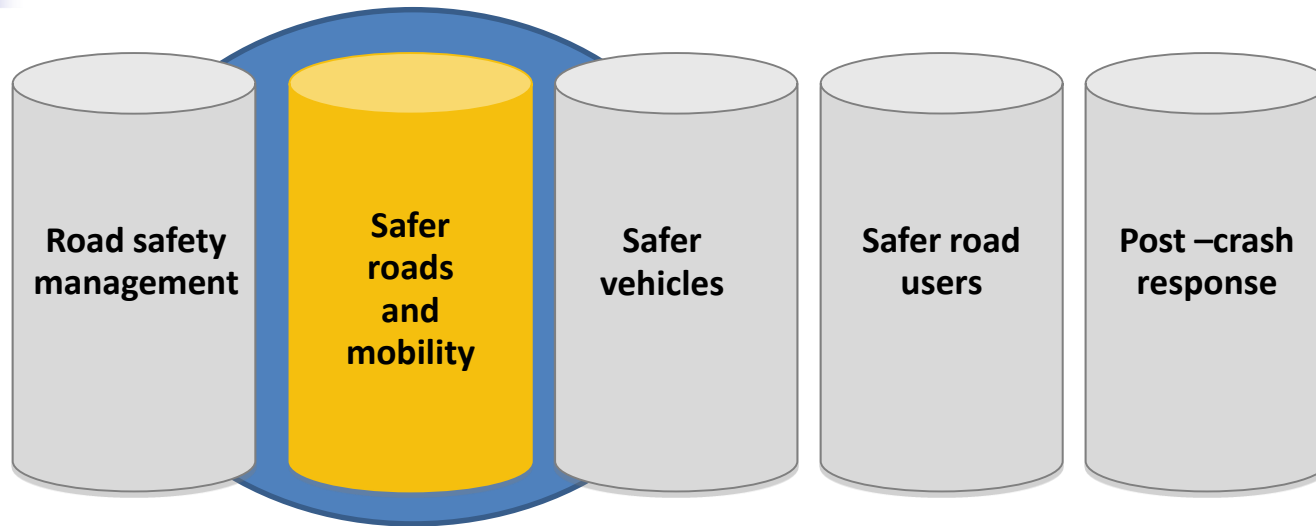 Road safety
management
Safer
roads
and
mobility
Safer
vehicles
Safer road
users
Post –crash
response